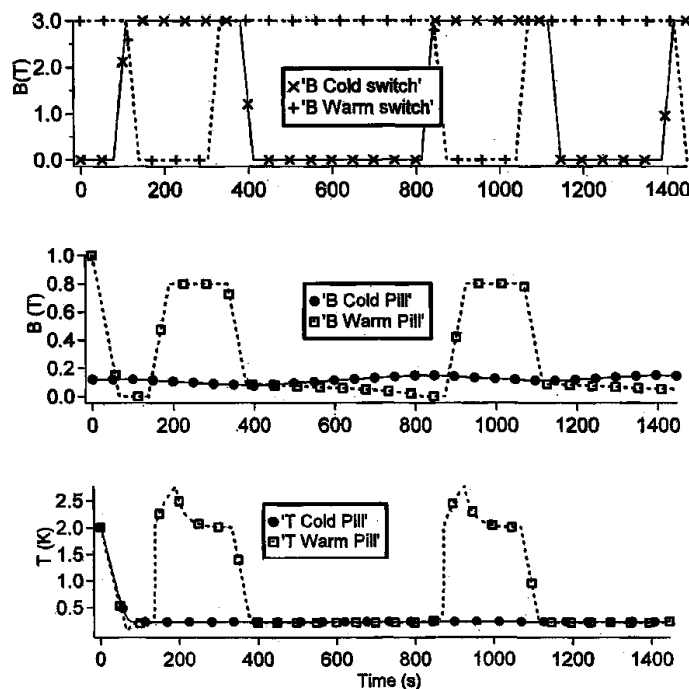 3.0
2.0
1.0
0.0
B(T)
'B Cold switch'
'B Warm switch'
0 200 400 600 800 1000 1200 1400
1.0
0.8
0.6
0.4
0.2
0.0
B (T)
'B Cold Pill'
'B Warm Pill'
0 200 400 600 800 1000 1200 1400
2.5
2.0
1.5
1.0
0.5
T (K)
'T Cold Pill'
'T Warm Pill'
0 200 400 600 800 1000 1200 1400
Time (s)